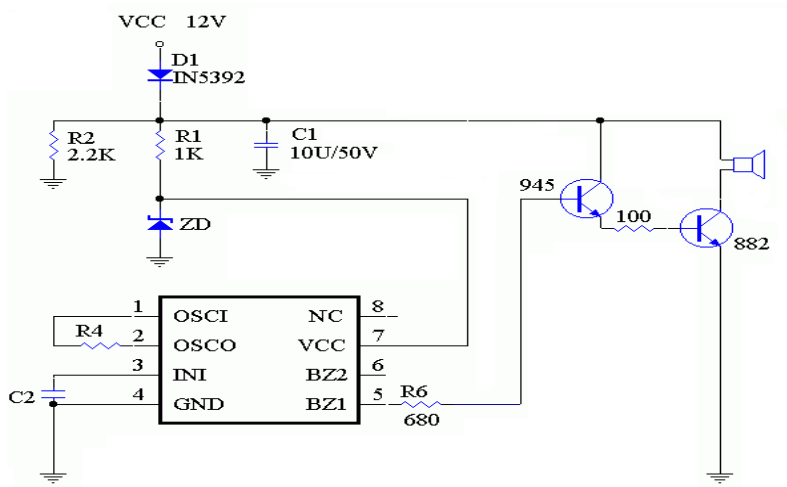 VCC 12V
D1
IN5392
R2
2.2K
R1
1K
C1
10U/50V
945
100
882
ZD
1 OSCI NC 8
R4 2 OSCO VCC 7
3 INI BZ2 6
C2 4 GND BZ1 5 R6
680